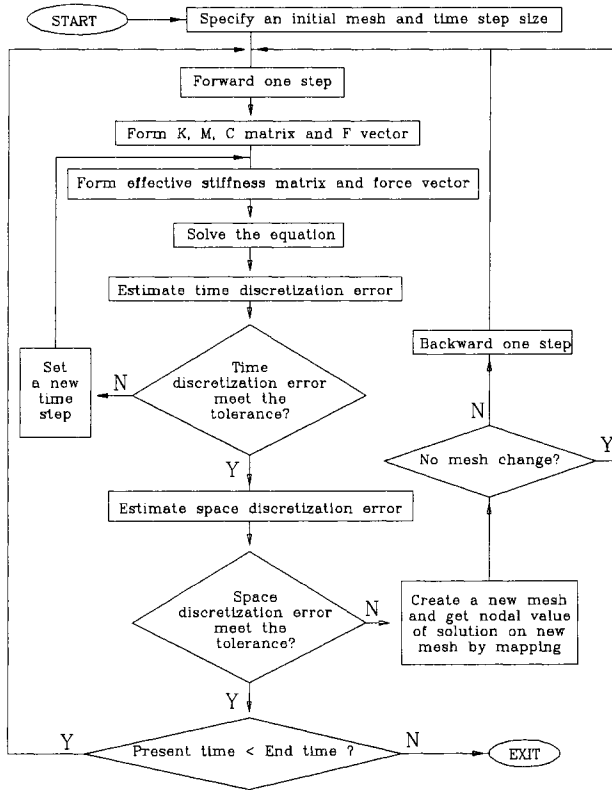 START
Specify an initial mesh and time step size
Forward one step
Form K, M, C matrix and F vector
Form effective stiffness matrix and force vector
Solve the equation
Estimate time discretization error
Set
a new
time
step
N
Time
discretization error
meet the
tolerance?
Y
Backward one step
N
No mesh change?
Y
Estimate space discretization error
Space
discretization error
meet the
tolerance?
N
Create a new mesh
and get nodal value
of solution on new
mesh by mapping
Y
Y
Present time < End time ?
N
EXIT